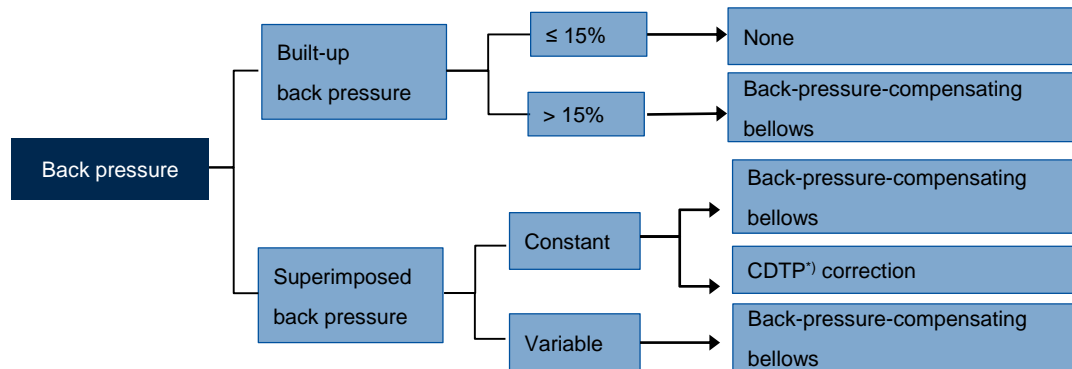 Back pressure
Built-up
back pressure
≤ 15%
None
> 15%
Back-pressure-compensating
bellows
Superimposed
back pressure
Constant
Back-pressure-compensating
bellows
CDTP*) correction
Variable
Back-pressure-compensating
bellows